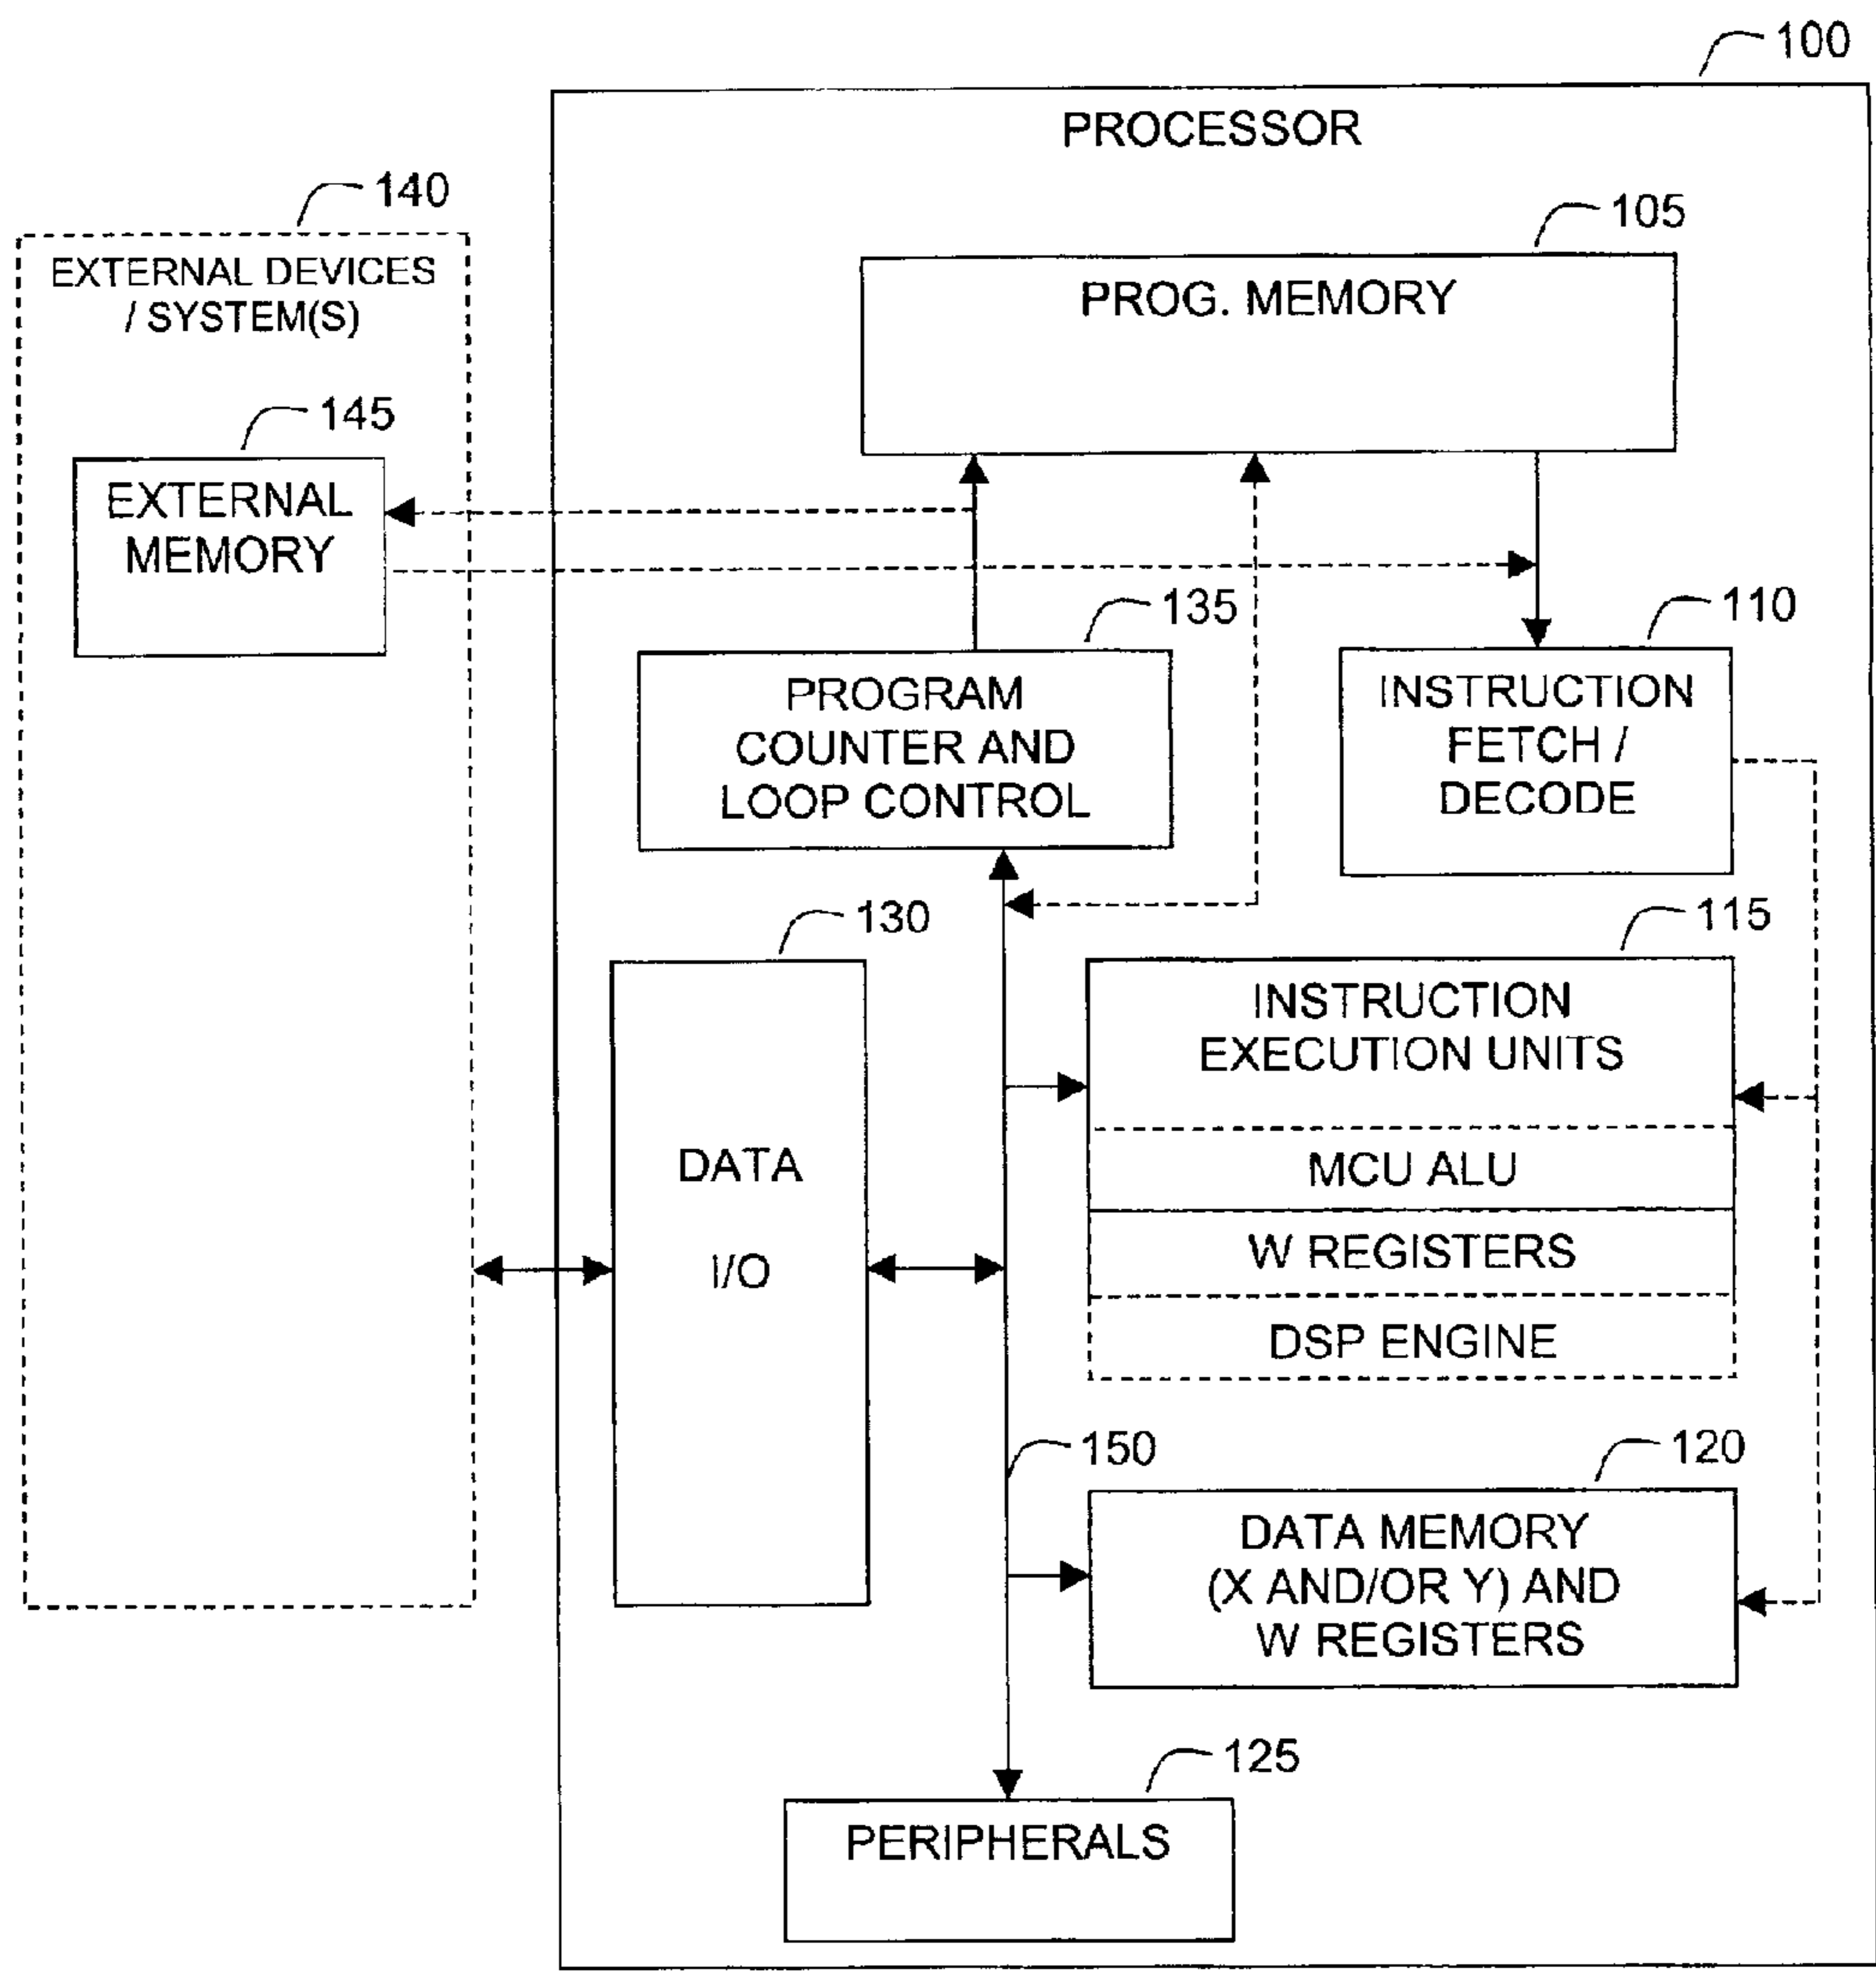 100
PROCESSOR
140
105
EXTERNAL DEVICES
/ SYSTEM(S)
PROG. MEMORY
145
EXTERNAL
MEMORY
135
110
PROGRAM
COUNTER AND
LOOP CONTROL
INSTRUCTION
FETCH /
DECODE
130
115
DATA
I/O
INSTRUCTION
EXECUTION UNITS
MCU ALU
W REGISTERS
DSP ENGINE
150
120
DATA MEMORY
(X AND/OR Y) AND
W REGISTERS
125
PERIPHERALS